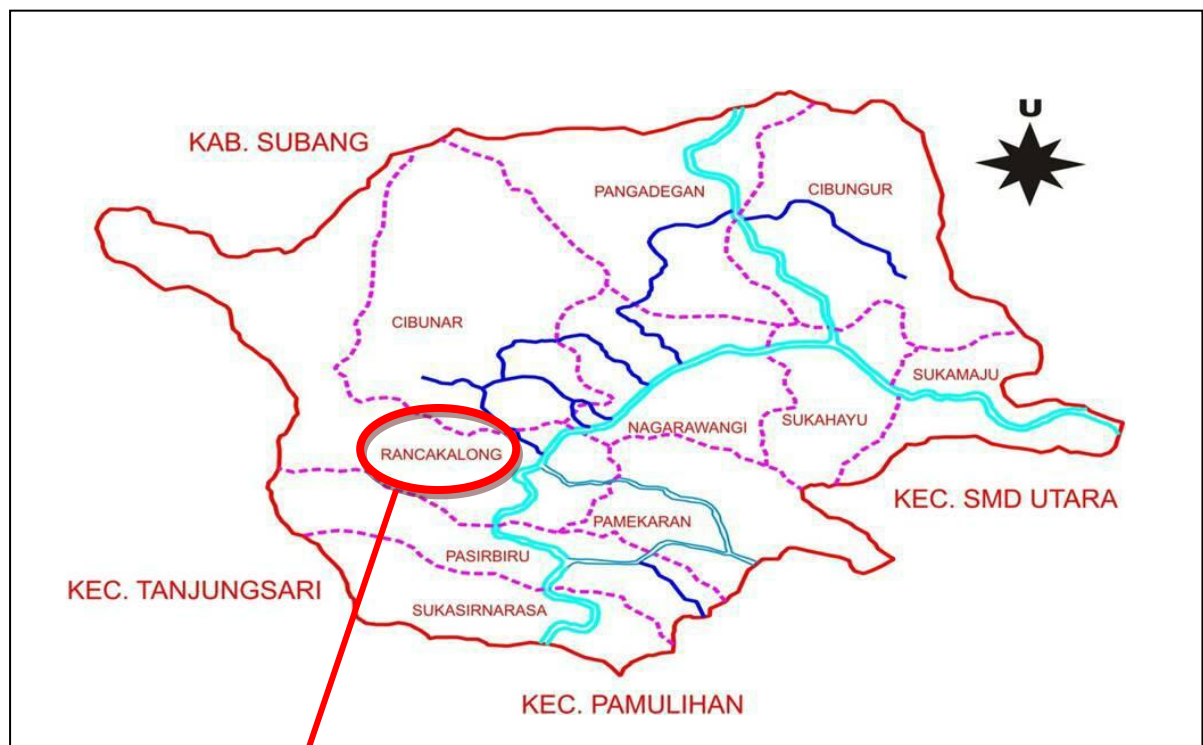 U
KAB. SUBANG
PANGADEGAN
CIBUNGUR
CIBUNAR
SUKAMAJU
SUKAHAYU
NAGARAWANGI
RANCAKALONG
KEC. SMD UTARA
PAMEKARAN
PASIRBIRU
KEC. TANJUNGSARI
SUKASIRNARASA
KEC. PAMULIHAN